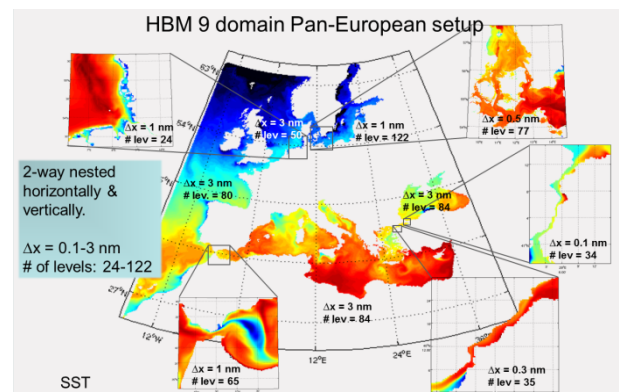 HBM 9 domain Pan-European setup
63°N
54°N
27°N
12°W
12°E
24°E
Δx = 1 nm
# lev = 24
Δx = 3 nm
# lev = 50
Δx = 1 nm
# lev = 122
Δx = 0.5 nm
# lev = 77
2-way nested
horizontally &
vertically.
Δx = 0.1-3 nm
# of levels: 24-122
Δx = 3 nm
# lev = 80
Δx = 3 nm
# lev = 84
Δx = 0.1 nm
# lev = 34
Δx = 3 nm
# lev = 84
Δx = 1 nm
# lev = 65
Δx = 0.3 nm
# lev = 35
SST